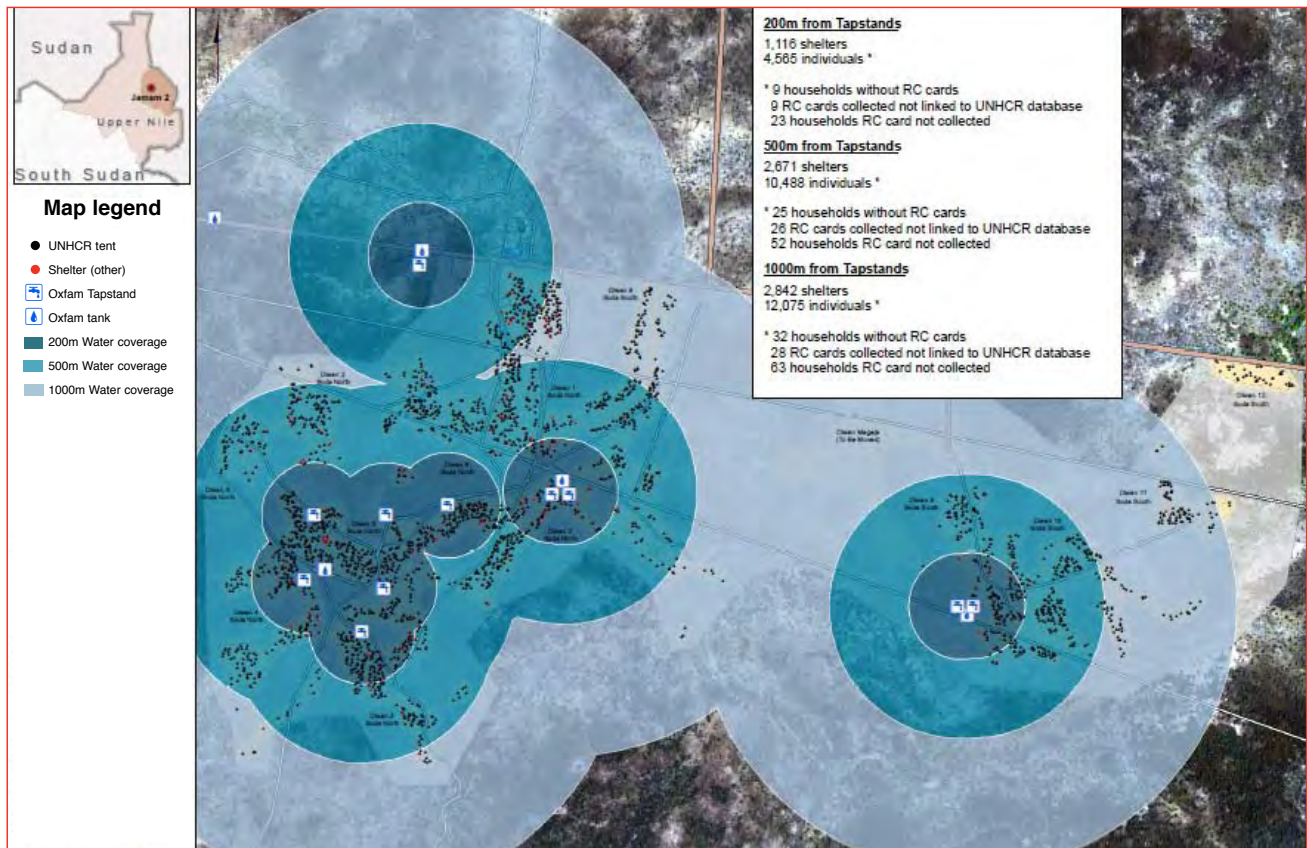 Sudan
Jamam 2
Upper Nile
South Sudan
Map legend
UNHCR tent
Shelter (other)
Oxfam Tapstand
Oxfam tank
200m Water coverage
500m Water coverage
1000m Water coverage
200m from Tapstands
1,116 shelters
4,565 individuals *
* 9 households without RC cards
9 RC cards collected not linked to UNHCR database
23 households RC card not collected
500m from Tapstands
2,671 shelters
10,488 individuals *
* 25 households without RC cards
26 RC cards collected not linked to UNHCR database
52 households RC card not collected
1000m from Tapstands
2,842 shelters
12,075 individuals *
* 32 households without RC cards
28 RC cards collected not linked to UNHCR database
63 households RC card not collected
(To Be Moved)